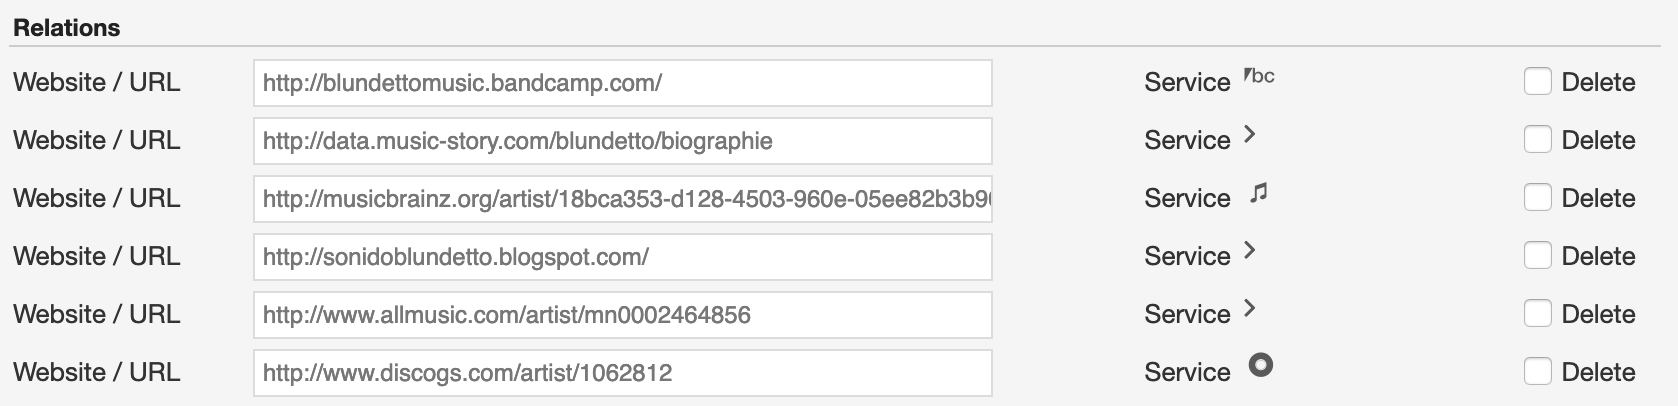 Relations
Website / URL http://blundettomusic.bandcamp.com/ Service bc Delete
Website / URL http://data.music-story.com/blundetto/biographie Service Delete
Website / URL http://musicbrainz.org/artist/18bca353-d128-4503-960e-05ee82b3b9 Service Delete
Website / URL http://sonidoblundetto.blogspot.com/ Service Delete
Website / URL http://www.allmusic.com/artist/mn0002464856 Service Delete
Website / URL http://www.discogs.com/artist/1062812 Service Delete